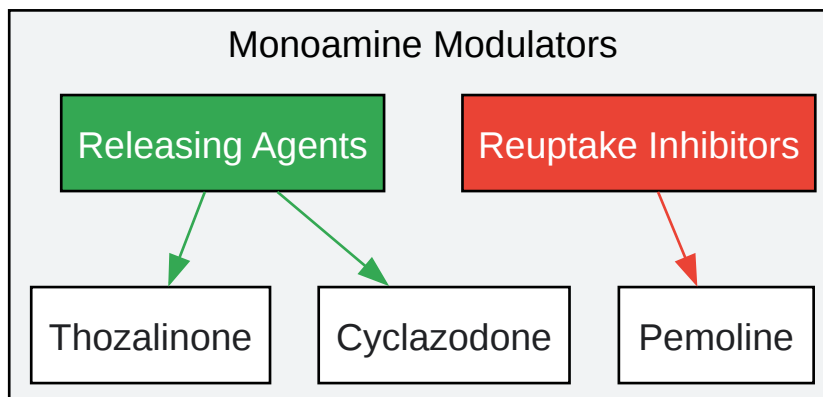 Monoamine Modulators
Releasing Agents
Reuptake Inhibitors
Thozalinone
Cyclazodone
Pemoline